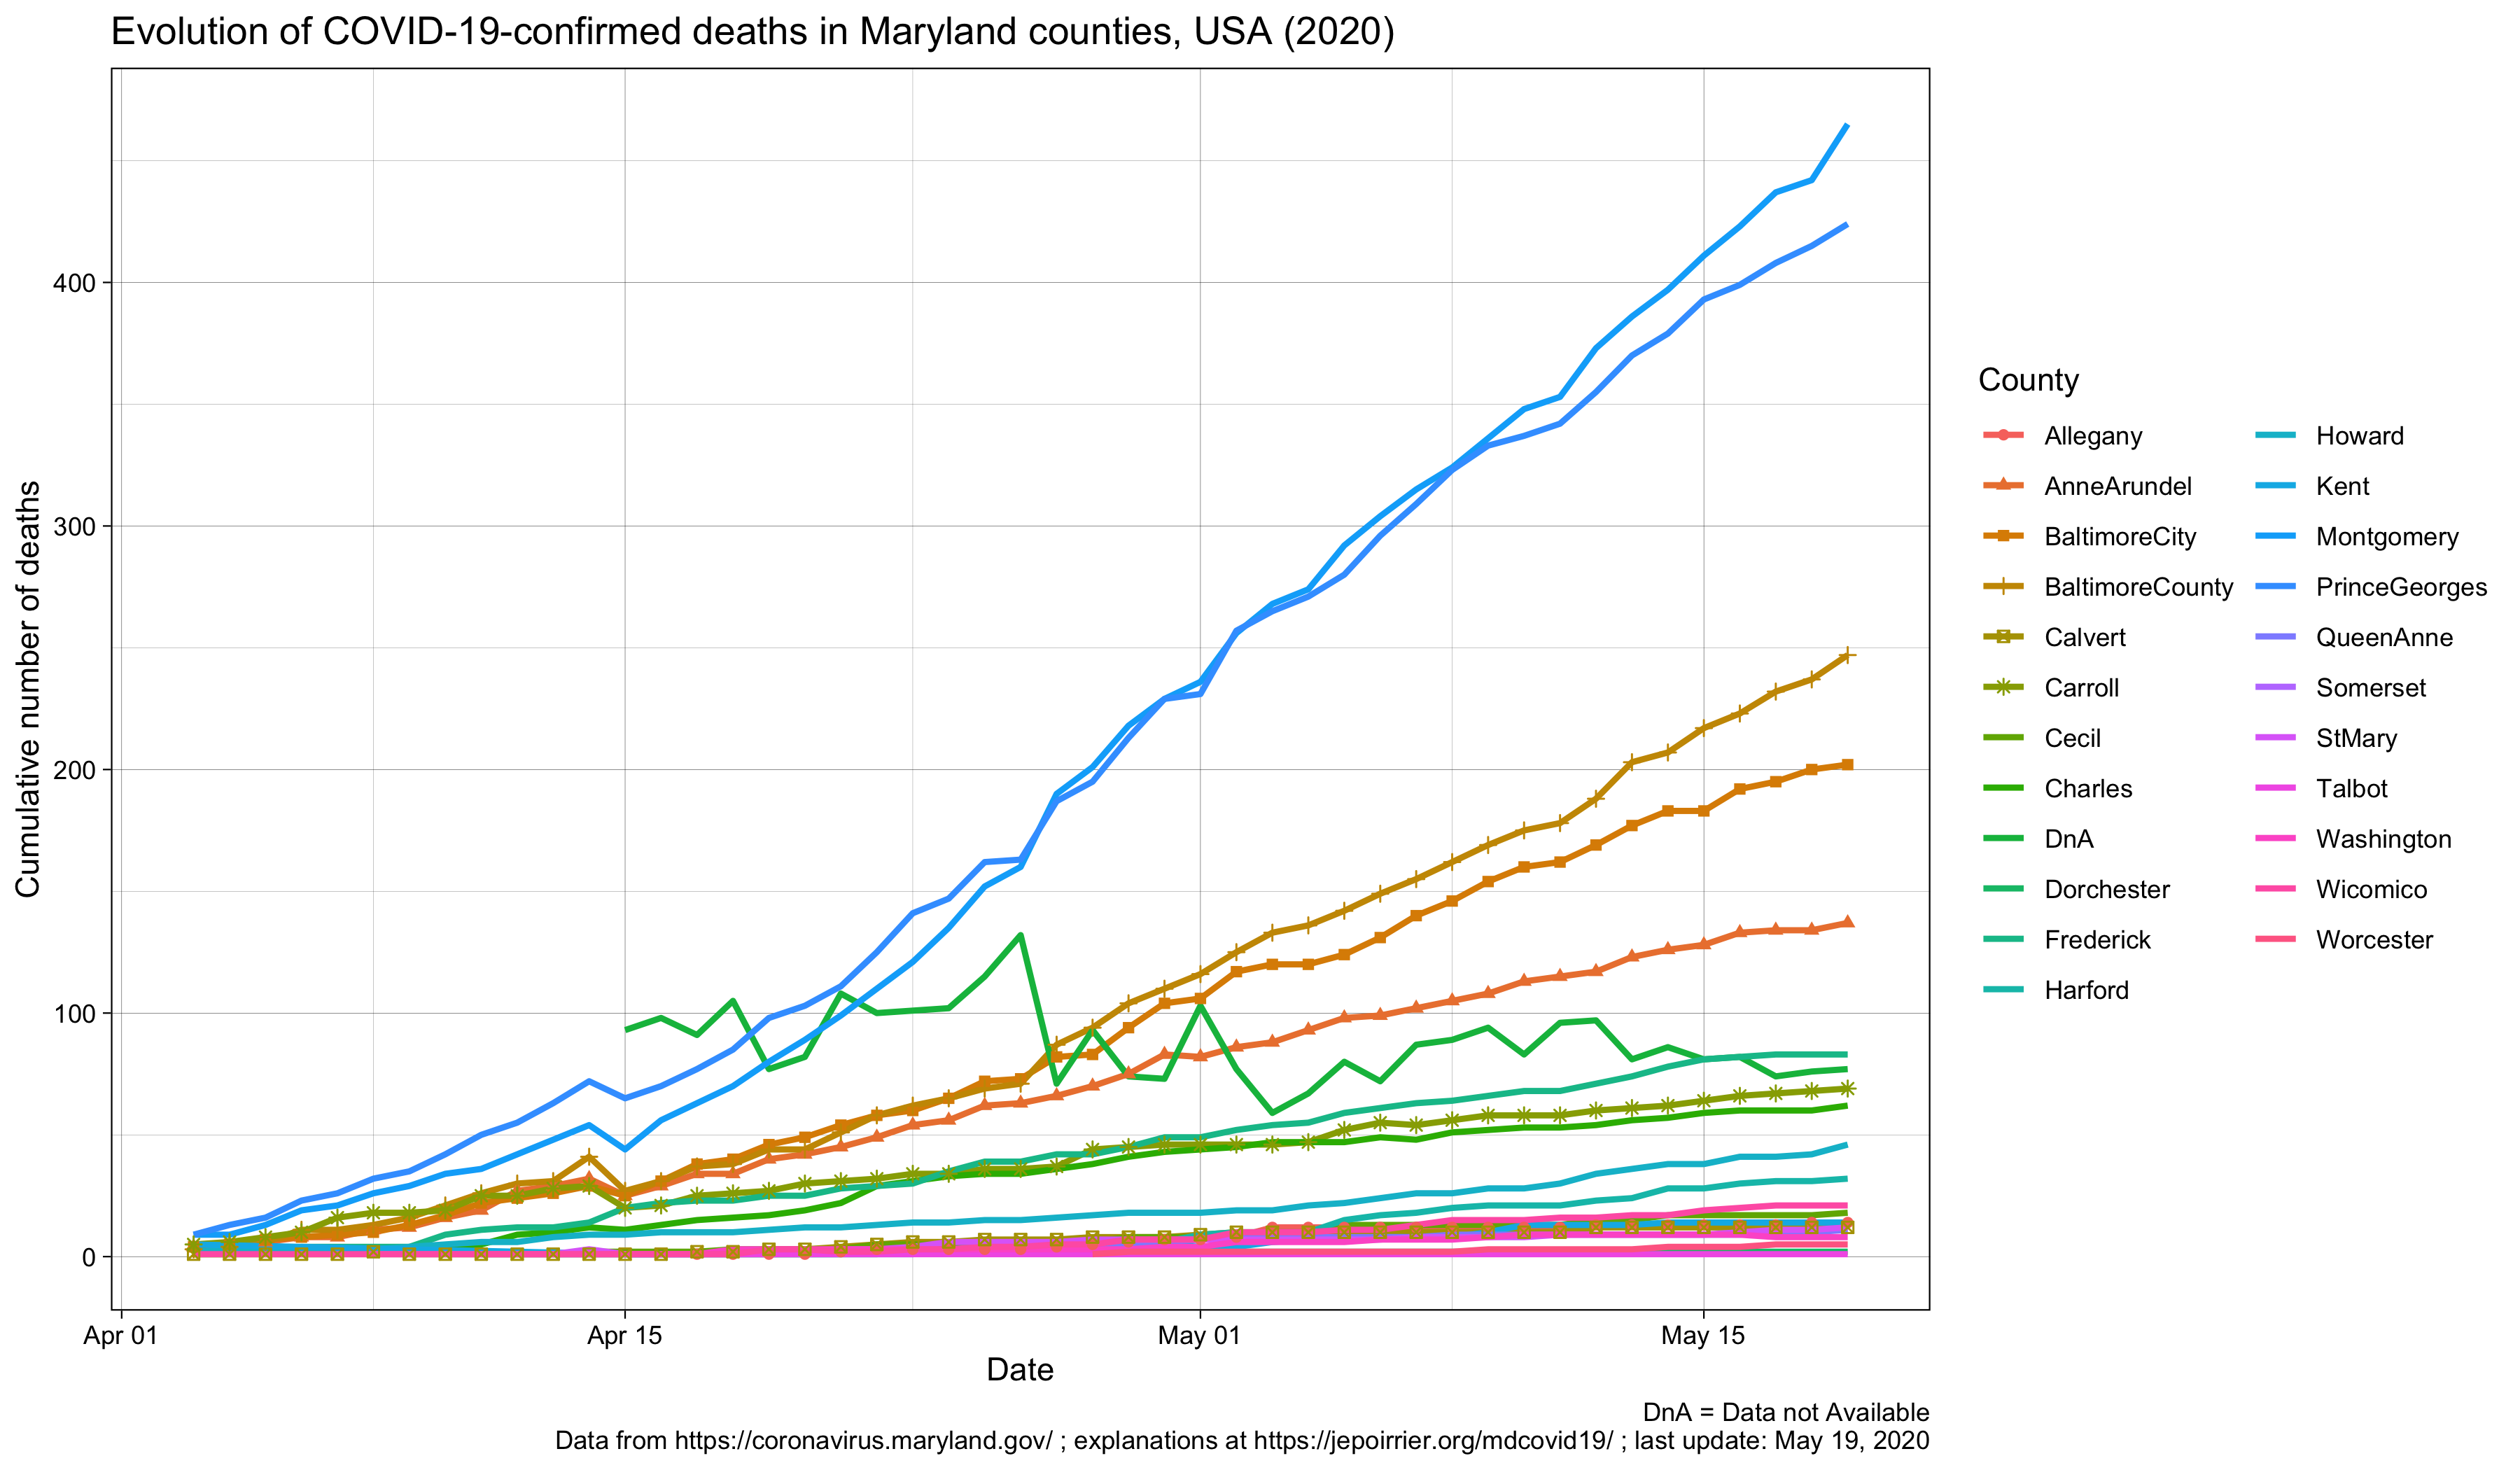 Evolution of COVID-19-confirmed deaths in Maryland counties, USA (2020)
Cumulative number of deaths
400
300
200
100
0
Apr 01
Apr 15
May 01
May 15
Date
County
Allegany
AnneArundel
BaltimoreCity
BaltimoreCounty
Calvert
Carroll
Cecil
Charles
DnA
Dorchester
Frederick
Harford
Howard
Kent
Montgomery
PrinceGeorges
QueenAnne
Somerset
StMary
Talbot
Washington
Wicomico
Worcester
DnA = Data not Available
Data from https://coronavirus.maryland.gov/ ; explanations at https://jepoirrier.org/mdcovid19/ ; last update: May 19, 2020